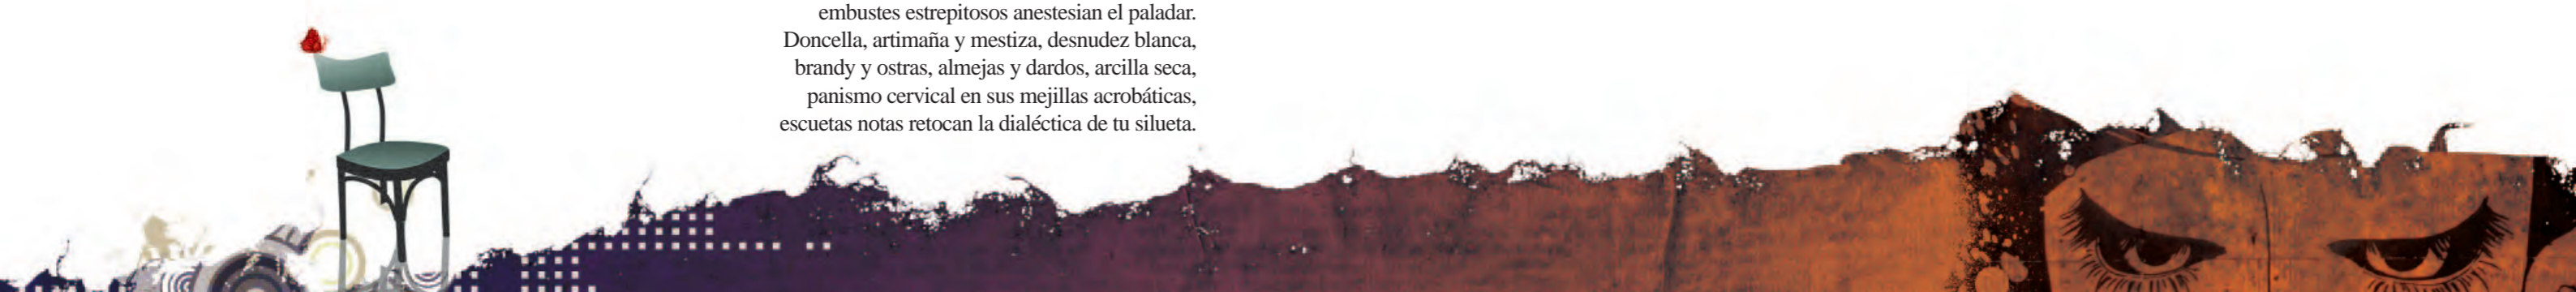 embustes estrepitosos anestesian el paladar.
Doncella, artimaña y mestiza, desnudez blanca,
brandy y ostras, almejas y dardos, arcilla seca,
panismo cervical en sus mejillas acrobáticas,
escuetas notas retocan la dialéctica de tu silueta.